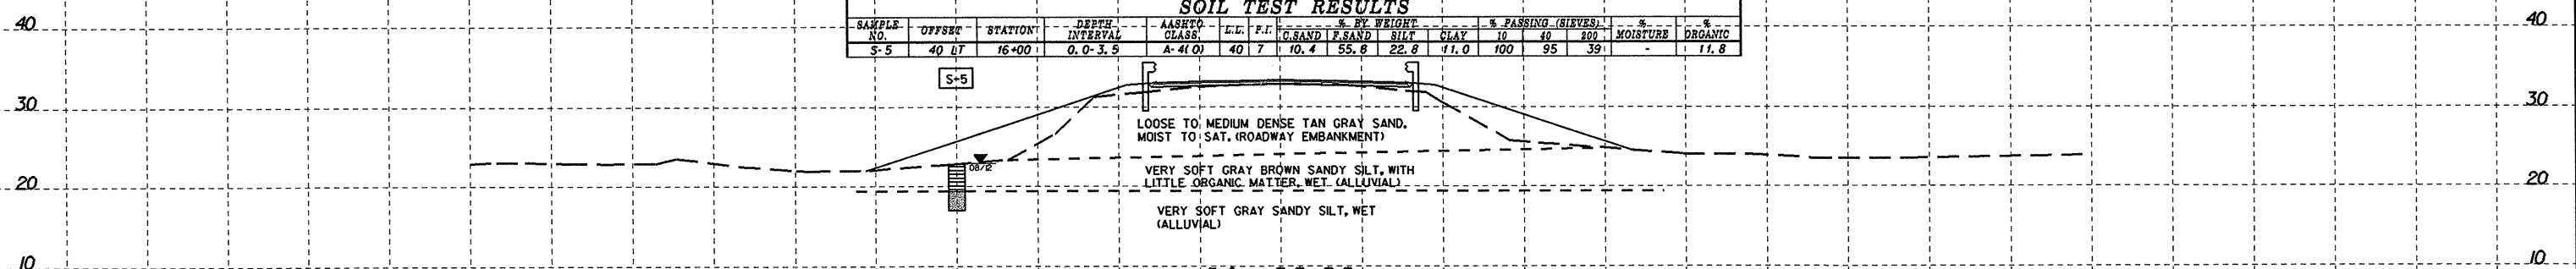 SOIL TEST RESULTS
SAMPLE NO. OFFSET STATION DEPTH INTERVAL AASHTO CLASS. L.L. P.I. % BY WEIGHT % PASSING (SIEVES) % MOISTURE % ORGANIC
C.SAND F.SAND SILT CLAY 10 40 200
S-5 40 LT 16+00 0.0-3.5 A-4(0) 40 7 10.4 55.8 22.8 11.0 100 95 39 - 11.8
40 40
S-5
30 30
LOOSE TO MEDIUM DENSE TAN GRAY SAND,
MOIST TO SAT. (ROADWAY EMBANKMENT)
08/12
VERY SOFT GRAY BROWN SANDY SILT, WITH
LITTLE ORGANIC MATTER, WET (ALLUVIAL)
20 20
VERY SOFT GRAY SANDY SILT, WET
(ALLUVIAL)
10 10